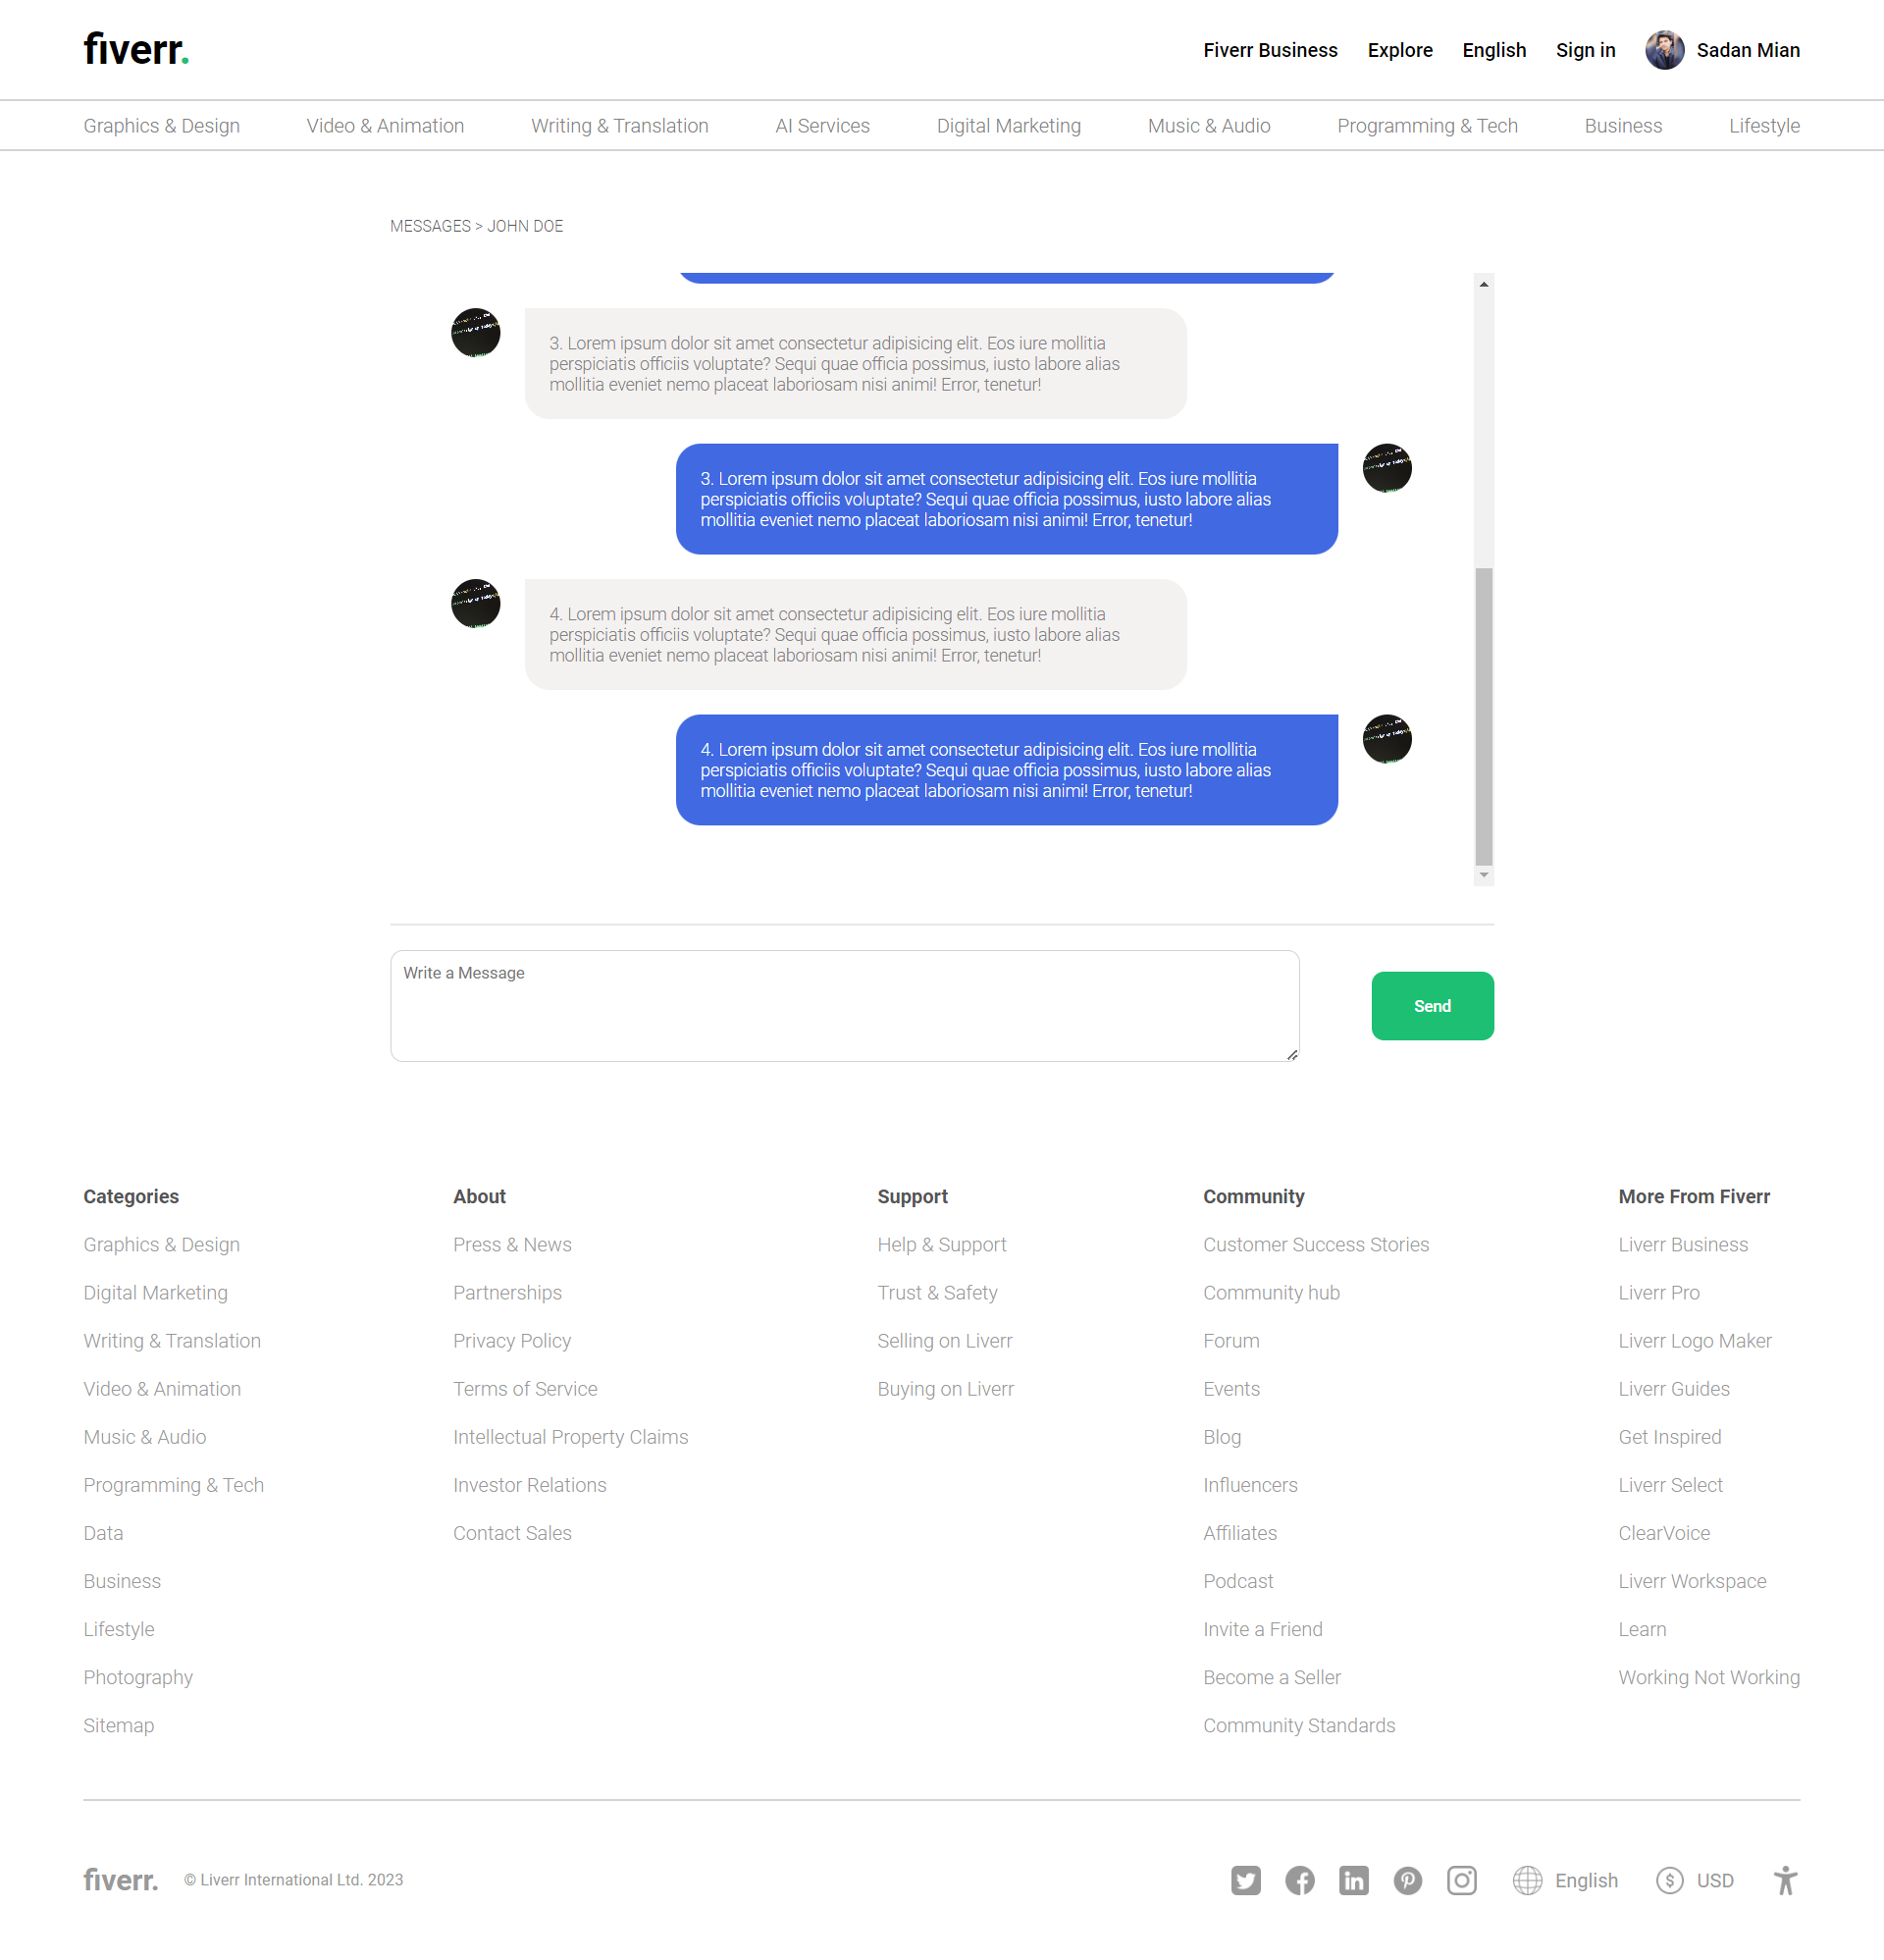 fiverr.
Fiverr Business Explore English Sign in Sadan Mian
Graphics & Design Video & Animation Writing & Translation AI Services Digital Marketing Music & Audio Programming & Tech Business Lifestyle
MESSAGES > JOHN DOE
3. Lorem ipsum dolor sit amet consectetur adipisicing elit. Eos iure mollitia
perspiciatis officiis voluptate? Sequi quae officia possimus, iusto labore alias
mollitia eveniet nemo placeat laboriosam nisi animi! Error, tenetur!
3. Lorem ipsum dolor sit amet consectetur adipisicing elit. Eos iure mollitia
perspiciatis officiis voluptate? Sequi quae officia possimus, iusto labore alias
mollitia eveniet nemo placeat laboriosam nisi animi! Error, tenetur!
4. Lorem ipsum dolor sit amet consectetur adipisicing elit. Eos iure mollitia
perspiciatis officiis voluptate? Sequi quae officia possimus, iusto labore alias
mollitia eveniet nemo placeat laboriosam nisi animi! Error, tenetur!
4. Lorem ipsum dolor sit amet consectetur adipisicing elit. Eos iure mollitia
perspiciatis officiis voluptate? Sequi quae officia possimus, iusto labore alias
mollitia eveniet nemo placeat laboriosam nisi animi! Error, tenetur!
Write a Message
Send
Categories
Graphics & Design
Digital Marketing
Writing & Translation
Video & Animation
Music & Audio
Programming & Tech
Data
Business
Lifestyle
Photography
Sitemap
About
Press & News
Partnerships
Privacy Policy
Terms of Service
Intellectual Property Claims
Investor Relations
Contact Sales
Support
Help & Support
Trust & Safety
Selling on Liverr
Buying on Liverr
Community
Customer Success Stories
Community hub
Forum
Events
Blog
Influencers
Affiliates
Podcast
Invite a Friend
Become a Seller
Community Standards
More From Fiverr
Liverr Business
Liverr Pro
Liverr Logo Maker
Liverr Guides
Get Inspired
Liverr Select
ClearVoice
Liverr Workspace
Learn
Working Not Working
fiverr. © Liverr International Ltd. 2023 English USD